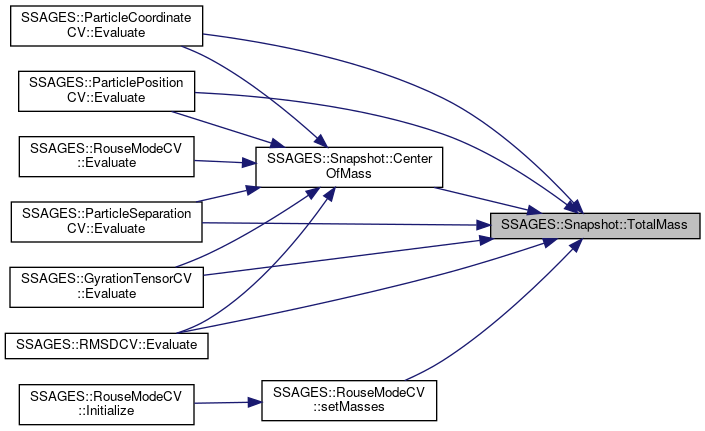 SSAGES::ParticleCoordinate
CV::Evaluate
SSAGES::ParticlePosition
CV::Evaluate
SSAGES::RouseModeCV
::Evaluate
SSAGES::ParticleSeparation
CV::Evaluate
SSAGES::GyrationTensorCV
::Evaluate
SSAGES::RMSDCV::Evaluate
SSAGES::RouseModeCV
::Initialize
SSAGES::Snapshot::Center
OfMass
SSAGES::RouseModeCV
::setMasses
SSAGES::Snapshot::TotalMass